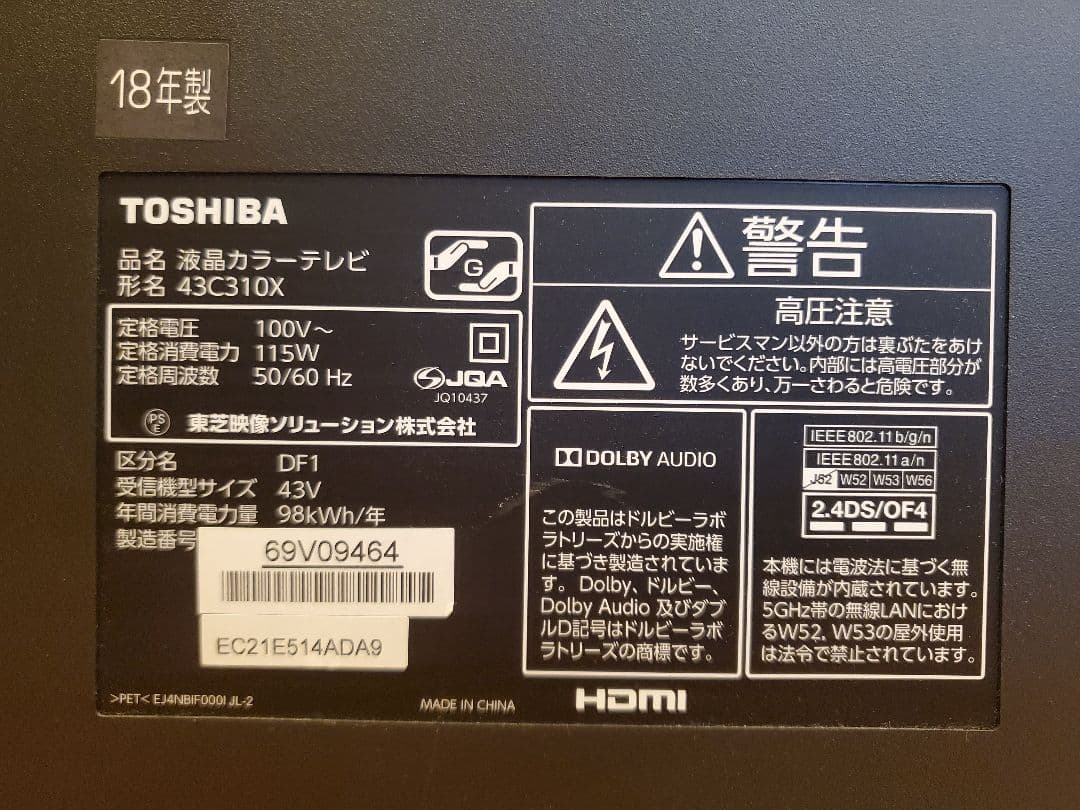 18年製
TOSHIBA
品名 液晶カラーテレビ
形名 43C310X
G
定格電圧 100V～
定格消費電力 115W
定格周波数 50/60 Hz
JQA
JQ10437
PS
E
東芝映像ソリューション株式会社
区分名 DF1
受信機型サイズ 43V
年間消費電力量 98kWh/年
製造番号
69V09464
EC21E514ADA9
>PET< EJ4NBIF000I JL-2
MADE IN CHINA
警告
高圧注意
サービスマン以外の方は裏ぶたをあけ
ないでください。内部には高電圧部分が
数多くあり、万一さわると危険です。
DOLBY AUDIO
この製品はドルビーラボ
ラトリーズからの実施権
に基づき製造されていま
す。Dolby、ドルビー、
Dolby Audio 及びダブ
ルD記号はドルビーラボ
ラトリーズの商標です。
HDMI
IEEE802.11b/g/n
IEEE802.11a/n
J52 W52 W53 W56
2.4DS/OF4
本機には電波法に基づく無
線設備が内蔵されています。
5GHz帯の無線LANにおけ
るW52, W53の屋外使用
は法令で禁止されています。